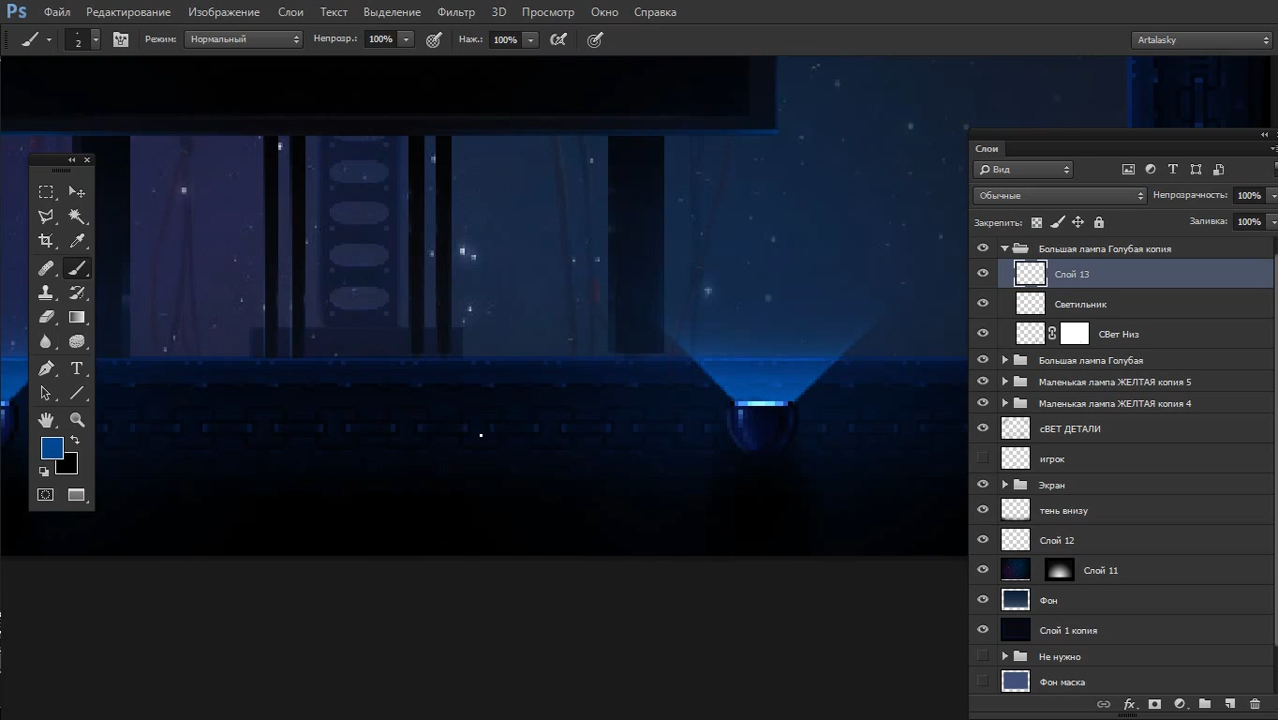 Ps Файл Редактирование Изображение Слои Текст Выделение Фильтр 3D Просмотр Окно Справка
2 Режим: Нормальный Непрозр.: 100% Наж.: 100% Artalasky
Слои
Вид
Обычные Непрозрачность: 100%
Закрепить: Заливка: 100%
Большая лампа Голубая копия
Слой 13
Светильник
СВет Низ
Большая лампа Голубая
Маленькая лампа ЖЕЛТАЯ копия 5
Маленькая лампа ЖЕЛТАЯ копия 4
сВЕТ ДЕТАЛИ
игрок
Экран
тень внизу
Слой 12
Слой 11
Фон
Слой 1 копия
Не нужно
Фон маска
fx